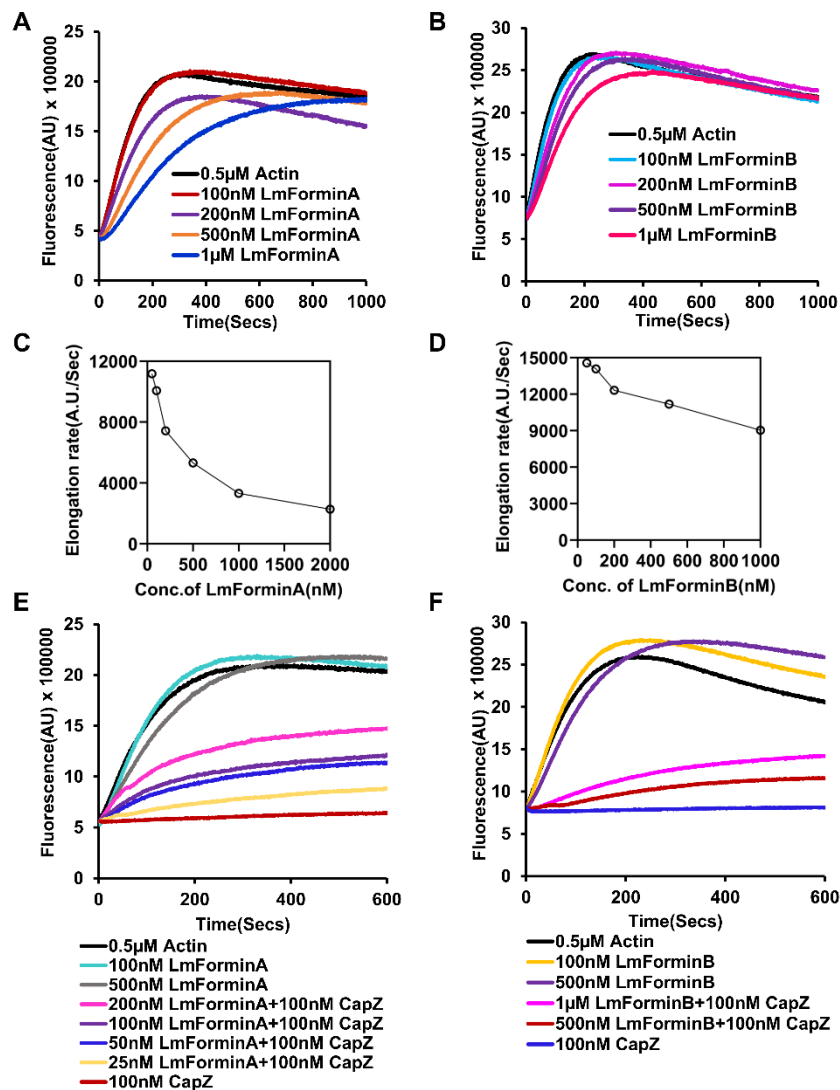 A
Fluorescence(AU) x 100000
25
20
15
10
5
0
0 200 400 600 800 1000
Time(Secs)
0.5µM Actin
100nM LmForminA
200nM LmForminA
500nM LmForminA
1µM LmForminA
B
Fluorescence(AU) x 100000
30
25
20
15
10
5
0
0 200 400 600 800 1000
Time(Secs)
0.5µM Actin
100nM LmForminB
200nM LmForminB
500nM LmForminB
1µM LmForminB
C
Elongation rate(A.U./Sec)
12000
8000
4000
0
0 500 1000 1500 2000
Conc.of LmForminA(nM)
D
Elongation rate(A.U./Sec)
15000
12000
9000
6000
3000
0
0 200 400 600 800 1000
Conc. of LmForminB(nM)
E
Fluorescence(AU) x 100000
25
20
15
10
5
0
0 200 400 600
Time(Secs)
0.5µM Actin
100nM LmForminA
500nM LmForminA
200nM LmForminA+100nM CapZ
100nM LmForminA+100nM CapZ
50nM LmForminA+100nM CapZ
25nM LmForminA+100nM CapZ
100nM CapZ
F
Fluorescence(AU) x 100000
30
25
20
15
10
5
0
0 200 400 600
Time(Secs)
0.5µM Actin
100nM LmForminB
500nM LmForminB
1µM LmForminB+100nM CapZ
500nM LmForminB+100nM CapZ
100nM CapZ